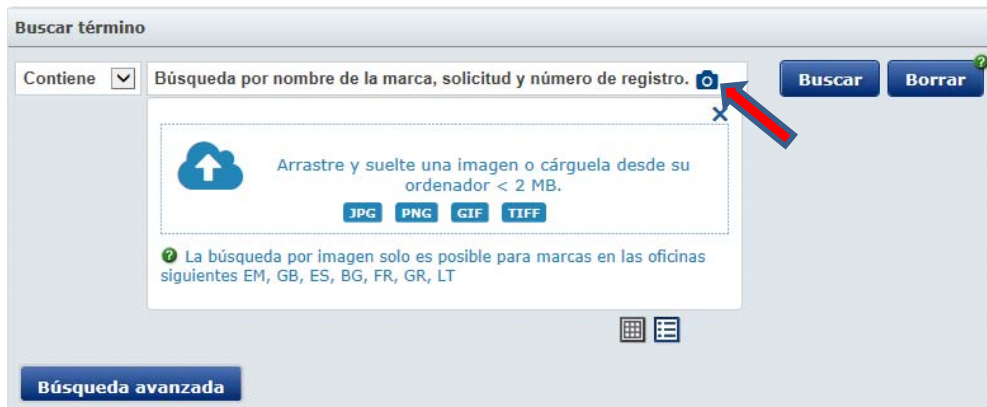 Buscar término
Contiene
Búsqueda por nombre de la marca, solicitud y número de registro.
Buscar
Borrar
?
×
Arrastre y suelte una imagen o cárguela desde su
ordenador < 2 MB.
JPG PNG GIF TIFF
? La búsqueda por imagen solo es posible para marcas en las oficinas
siguientes EM, GB, ES, BG, FR, GR, LT
Búsqueda avanzada